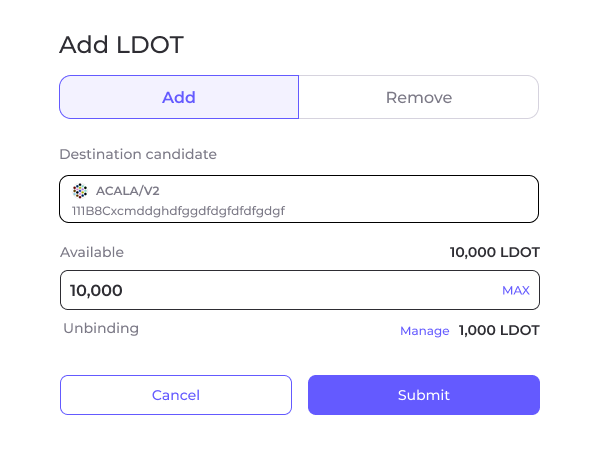 Add LDOT
Add Remove
Destination candidate
ACALA/V2
111B8Cxcmddghdfggdfdgfdfdfgdgf
Available 10,000 LDOT
10,000 MAX
Unbinding Manage 1,000 LDOT
Cancel Submit